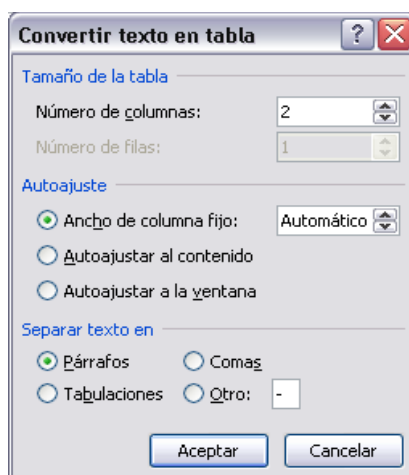 Convertir texto en tabla
Tamaño de la tabla
Número de columnas: 2
Número de filas: 1
Autoajuste
Ancho de columna fijo: Automático
Autoajustar al contenido
Autoajustar a la ventana
Separar texto en
Párrafos Comas
Tabulaciones Otro: -
Aceptar Cancelar